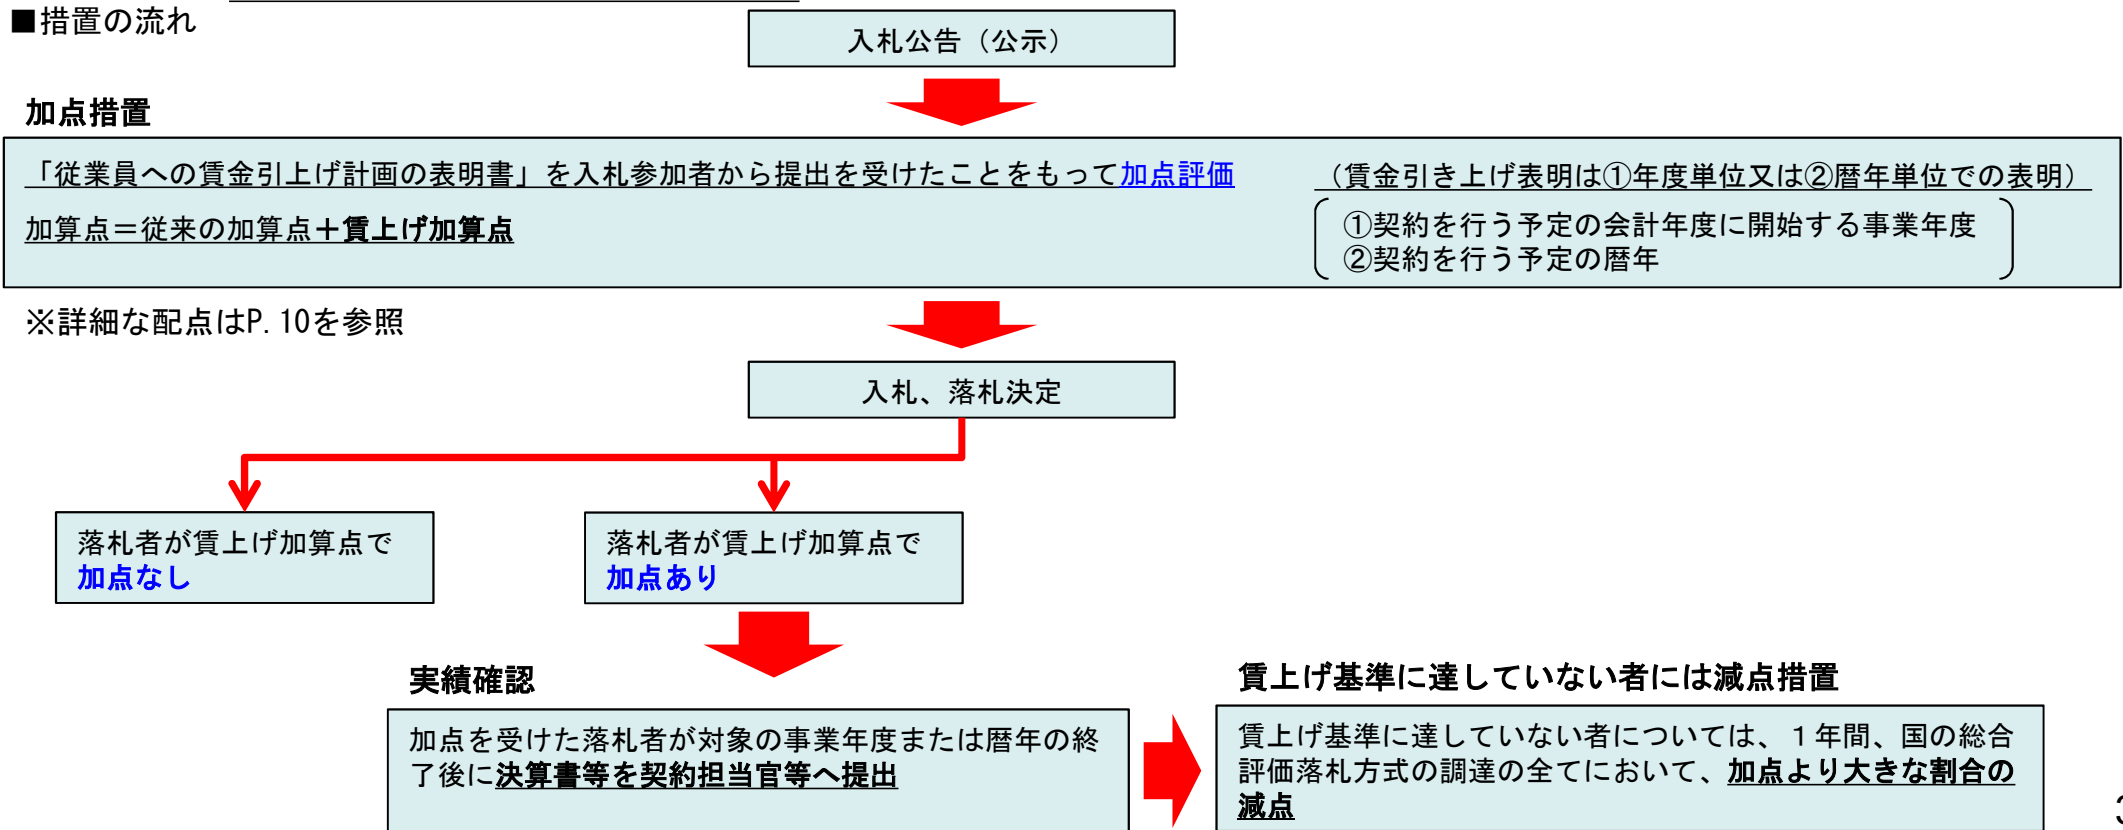 ■措置の流れ
入札公告（公示）
加点措置
「従業員への賃金引上げ計画の表明書」を入札参加者から提出を受けたことをもって加点評価
（賃金引き上げ表明は①年度単位又は②暦年単位での表明）
加算点＝従来の加算点＋賃上げ加算点
①契約を行う予定の会計年度に開始する事業年度
②契約を行う予定の暦年
※詳細な配点はP.10を参照
入札、落札決定
落札者が賃上げ加算点で
加点なし
落札者が賃上げ加算点で
加点あり
実績確認
加点を受けた落札者が対象の事業年度または暦年の終
了後に決算書等を契約担当官等へ提出
賃上げ基準に達していない者には減点措置
賃上げ基準に達していない者については、１年間、国の総合
評価落札方式の調達の全てにおいて、加点より大きな割合の
減点